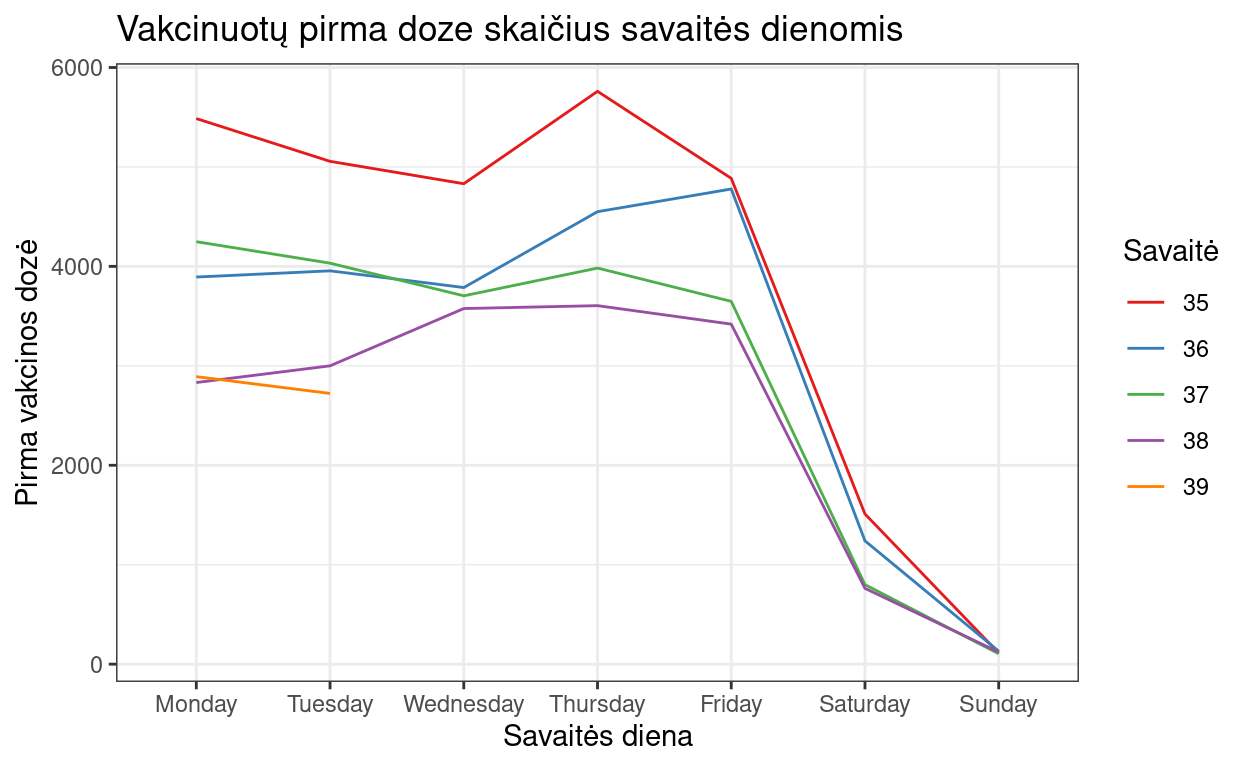 Vakcinuotų pirma doze skaičius savaitės dienomis
Pirma vakcinos dozė
6000
4000
2000
0
Monday Tuesday Wednesday Thursday Friday Saturday Sunday
Savaitės diena
Savaitė
35
36
37
38
39